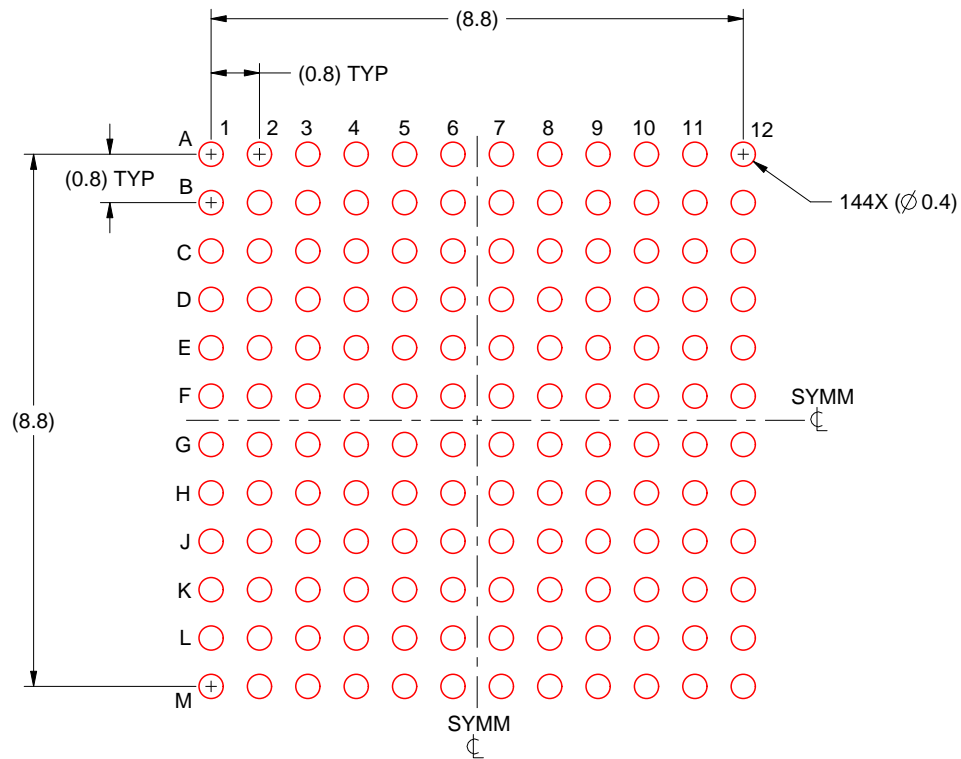 (8.8)
(0.8) TYP
1 2 3 4 5 6 7 8 9 10 11 12
A
(0.8) TYP
B
144X (∅ 0.4)
C
D
E
F
SYMM
℄
(8.8)
G
H
J
K
L
M
SYMM
℄